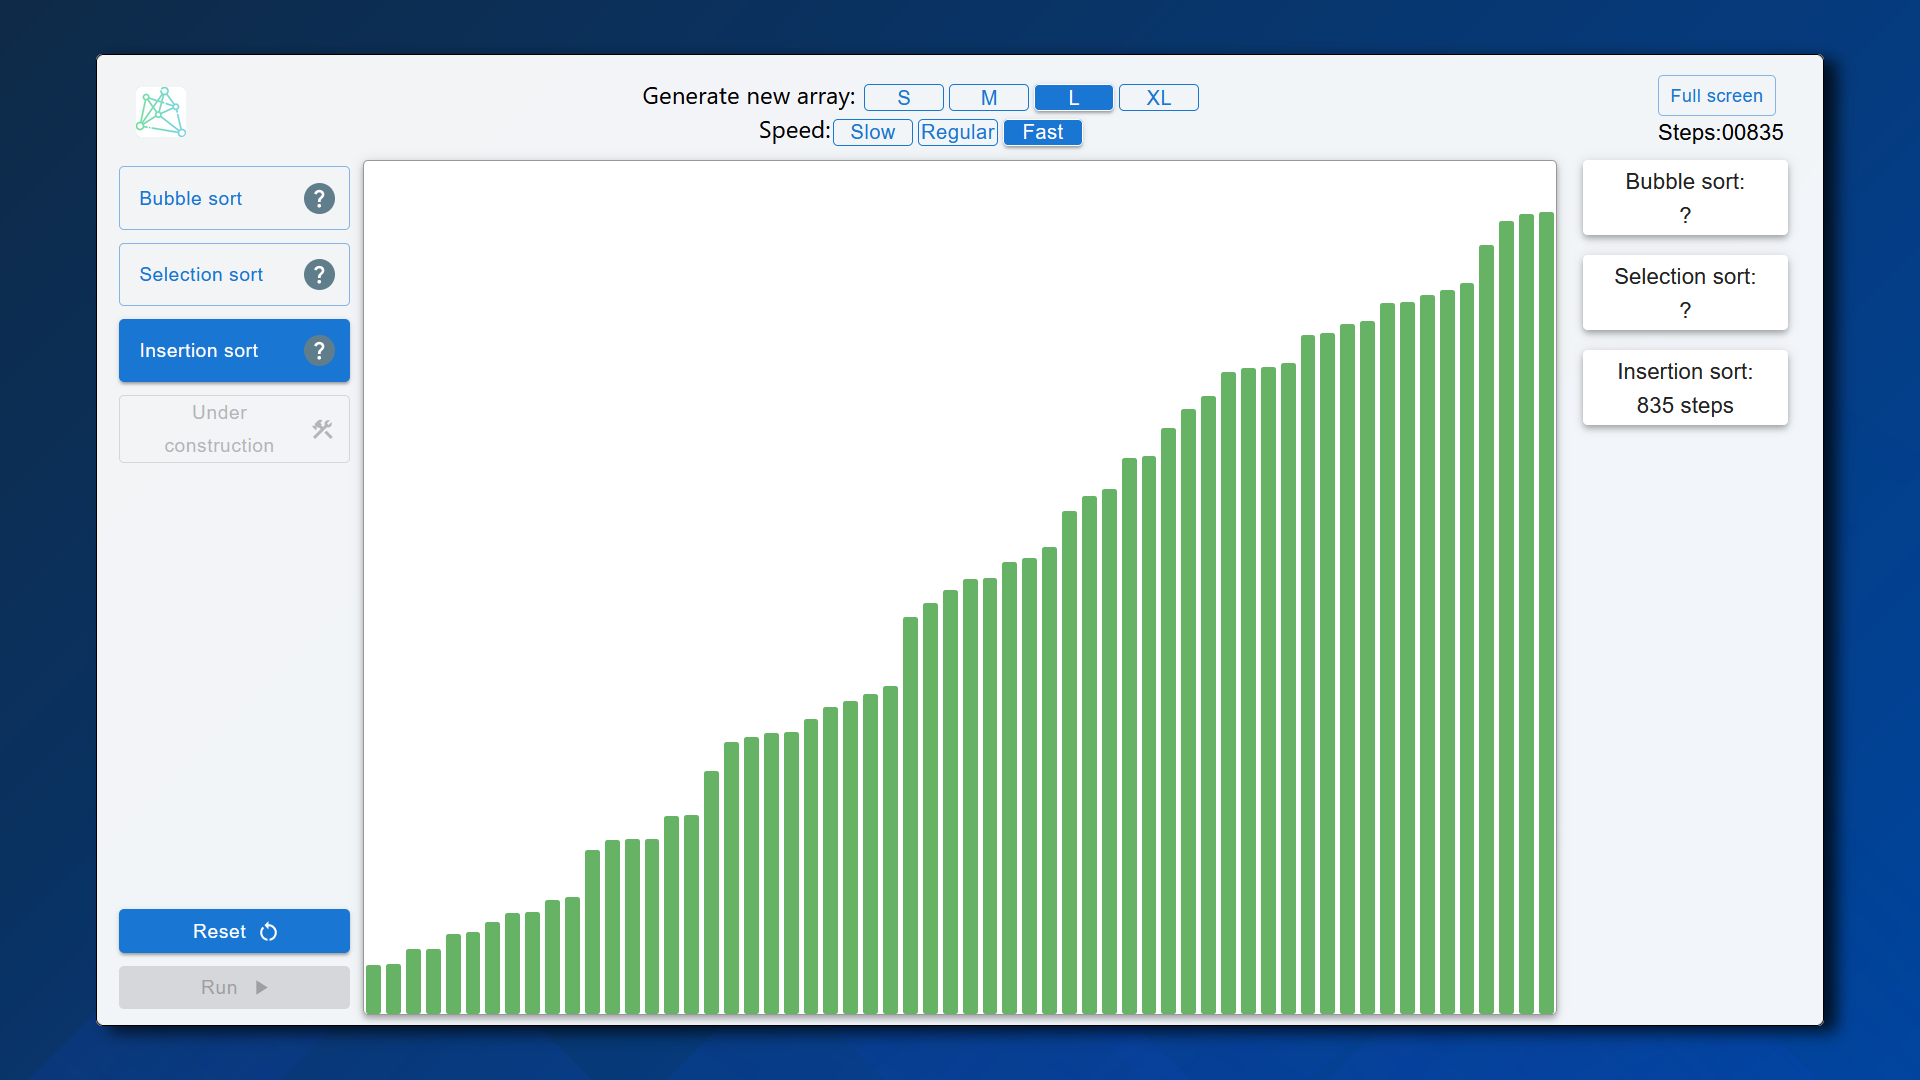 Generate new array: S M L XL
Full screen
Speed: Slow Regular Fast
Steps:00835
Bubble sort ?
Selection sort ?
Insertion sort ?
Under
construction
Reset
Run
Bubble sort:
?
Selection sort:
?
Insertion sort:
835 steps